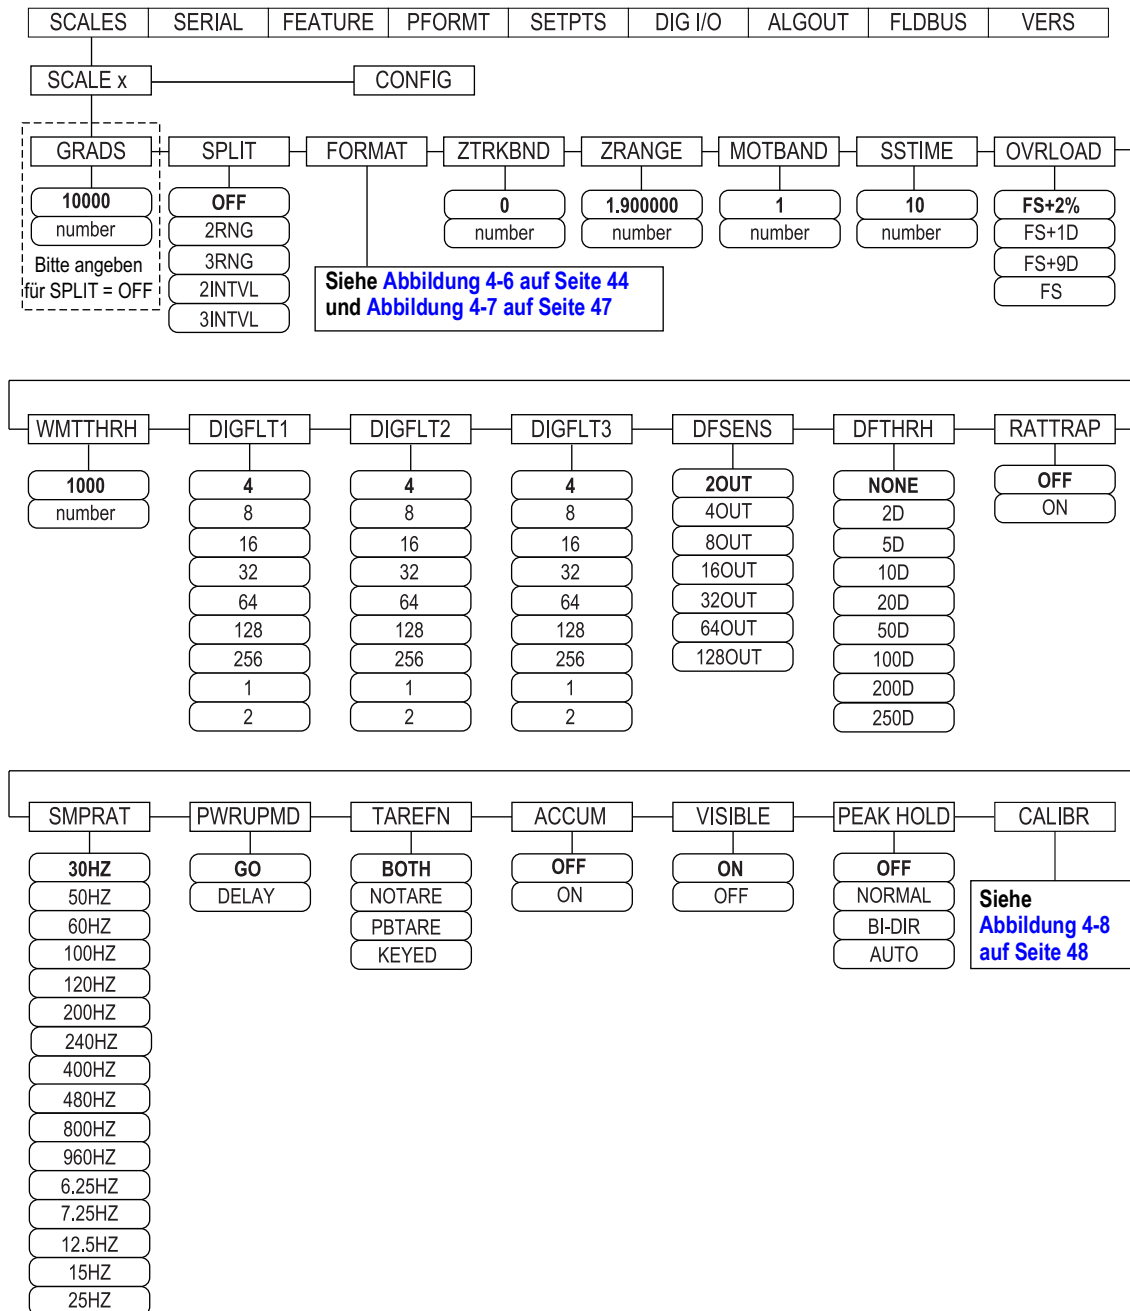 SCALES SERIAL FEATURE PFORMT SETPTS DIG I/O ALGOUT FLDBUS VERS
SCALE x CONFIG
GRADS SPLIT FORMAT ZTRKBND ZRANGE MOTBAND SSTIME OVRLOAD
10000
number
Bitte angeben
für SPLIT = OFF
OFF
2RNG
3RNG
2INTVL
3INTVL
Siehe Abbildung 4-6 auf Seite 44
und Abbildung 4-7 auf Seite 47
0
number
1.900000
number
1
number
10
number
FS+2%
FS+1D
FS+9D
FS
WMTTHRH DIGFLT1 DIGFLT2 DIGFLT3 DFSENS DFTHRH RATTRAP
1000
number
4
8
16
32
64
128
256
1
2
4
8
16
32
64
128
256
1
2
4
8
16
32
64
128
256
1
2
2OUT
4OUT
8OUT
16OUT
32OUT
64OUT
128OUT
NONE
2D
5D
10D
20D
50D
100D
200D
250D
OFF
ON
SMPRAT PWRUPMD TAREFN ACCUM VISIBLE PEAK HOLD CALIBR
30HZ
50HZ
60HZ
100HZ
120HZ
200HZ
240HZ
400HZ
480HZ
800HZ
960HZ
6.25HZ
7.25HZ
12.5HZ
15HZ
25HZ
GO
DELAY
BOTH
NOTARE
PBTARE
KEYED
OFF
ON
ON
OFF
OFF
NORMAL
BI-DIR
AUTO
Siehe
Abbildung 4-8
auf Seite 48